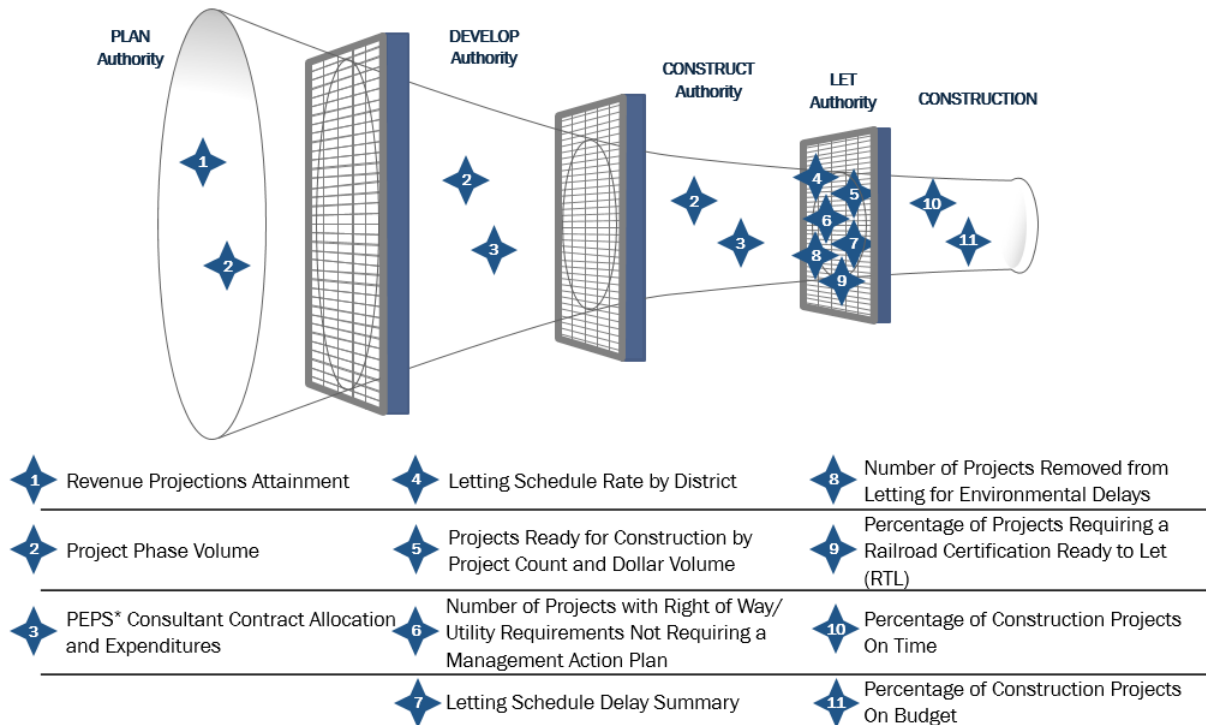 PLAN
Authority
DEVELOP
Authority
CONSTRUCT
Authority
LET
Authority
CONSTRUCTION
1
2
2
3
2
3
4
5
6
7
8
9
10
11
1 Revenue Projections Attainment
2 Project Phase Volume
3 PEPS* Consultant Contract Allocation
and Expenditures
4 Letting Schedule Rate by District
5 Projects Ready for Construction by
Project Count and Dollar Volume
6 Number of Projects with Right of Way/
Utility Requirements Not Requiring a
Management Action Plan
7 Letting Schedule Delay Summary
8 Number of Projects Removed from
Letting for Environmental Delays
9 Percentage of Projects Requiring a
Railroad Certification Ready to Let
(RTL)
10 Percentage of Construction Projects
On Time
11 Percentage of Construction Projects
On Budget